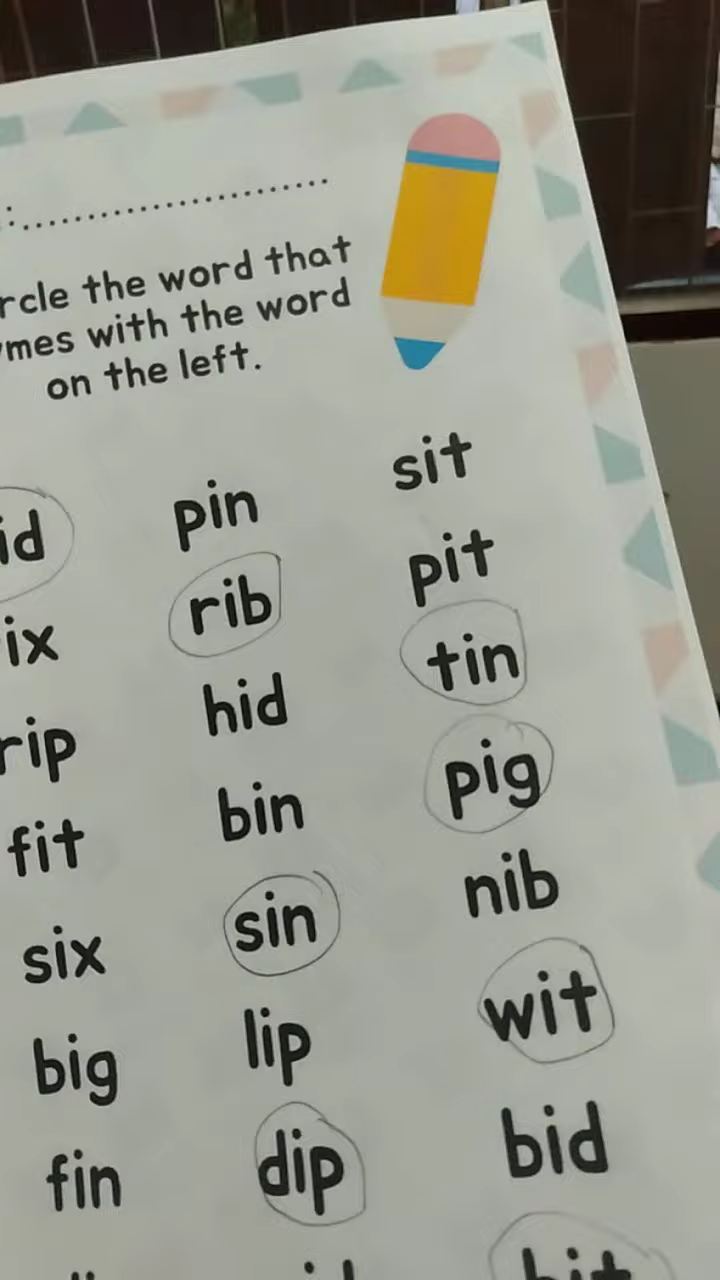 rcle the word that
mes with the word
on the left.
id pin sit
ix rib pit
rip hid tin
fit bin pig
six sin nib
big lip wit
fin dip bid